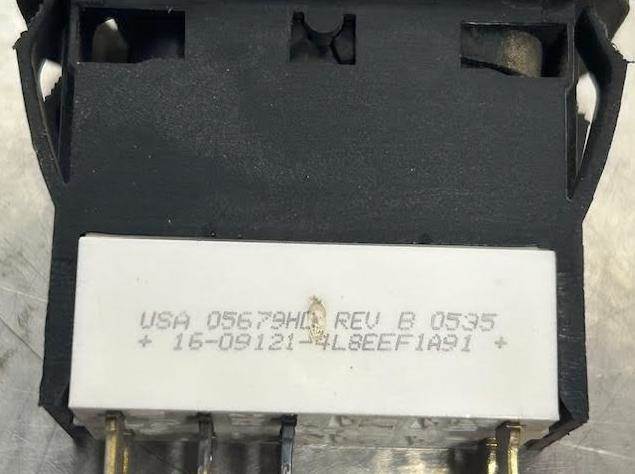 USA 05679HD REV B 0535
+ 16-09121-4L8EEF1A91 +